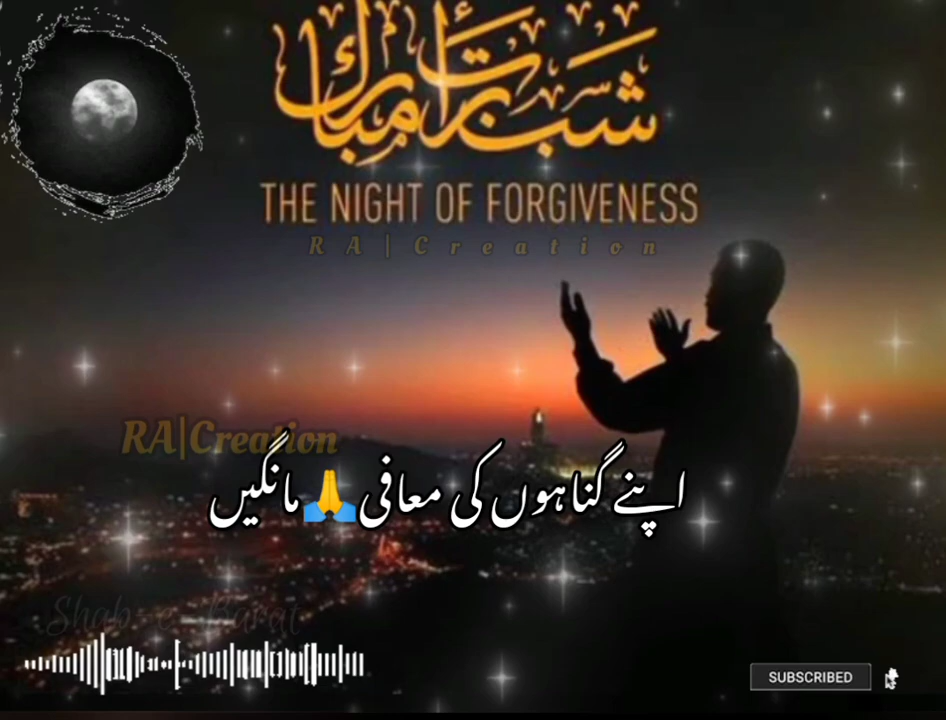 شب برات مبارک
THE NIGHT OF FORGIVENESS
RA|Creation
RA|Creation
اپنے گناہوں کی معافی🙏مانگیں
Shab e Barat
SUBSCRIBED